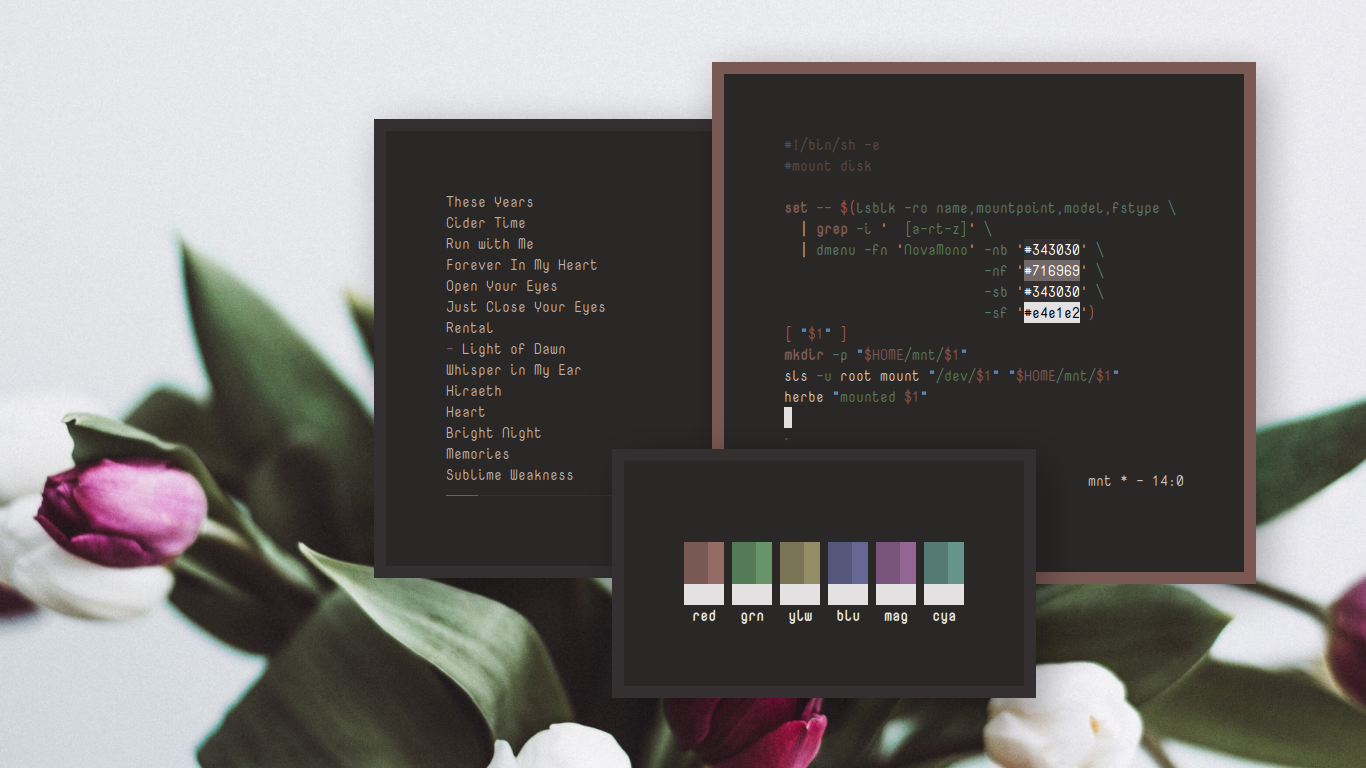 These Years
Cider Time
Run with Me
Forever In My Heart
Open Your Eyes
Just Close Your Eyes
Rental
- Light of Dawn
Whisper in My Ear
Hiraeth
Heart
Bright Night
Memories
Sublime Weakness
#!/bin/sh -e
#mount disk
set -- $(lsblk -ro name,mountpoint,model,fstype \
| grep -i '  [a-rt-z]' \
| dmenu -fn 'NovaMono' -nb '#343030' \
-nf '#716969' \
-sb '#343030' \
-sf '#e4e1e2')
[ "$1" ]
mkdir -p "$HOME/mnt/$1"
sls -u root mount "/dev/$1" "$HOME/mnt/$1"
herbe "mounted $1"
mnt * - 14:0
red grn ylw blu mag cya